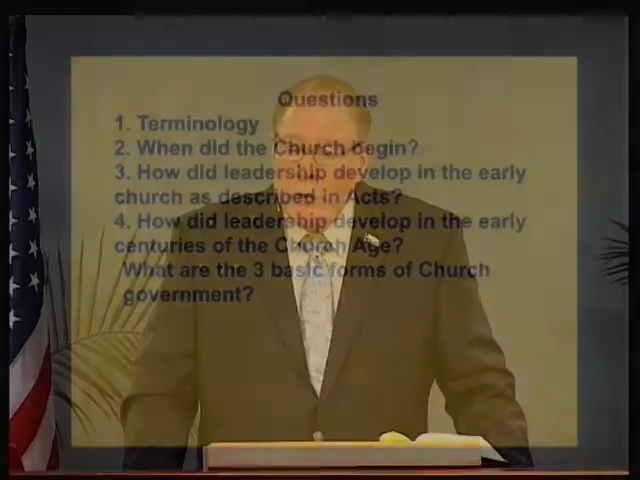 Questions
1. Terminology
2. When did the Church begin?
3. How did leadership develop in the early
church as described in Acts?
4. How did leadership develop in the early
centuries of the Church Age?
What are the 3 basic forms of Church
government?